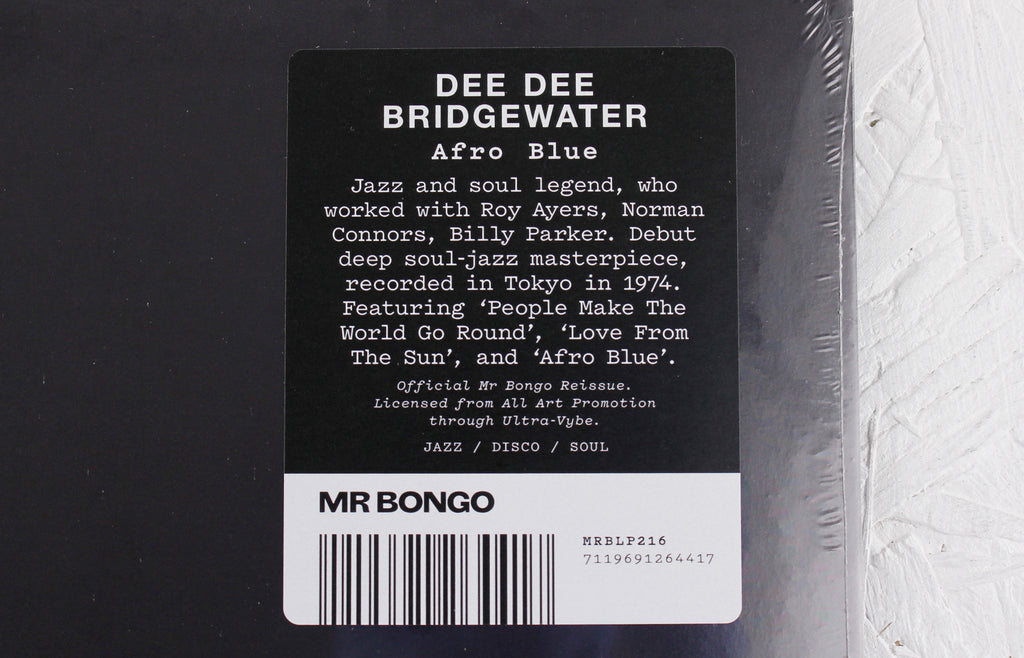 DEE DEE
BRIDGEWATER
Afro Blue
Jazz and soul legend, who
worked with Roy Ayers, Norman
Connors, Billy Parker. Debut
deep soul-jazz masterpiece,
recorded in Tokyo in 1974.
Featuring ‘People Make The
World Go Round’, ‘Love From
The Sun’, and ‘Afro Blue’.
Official Mr Bongo Reissue.
Licensed from All Art Promotion
through Ultra-Vybe.
JAZZ / DISCO / SOUL
MR BONGO
MRBLP216
7119691264417